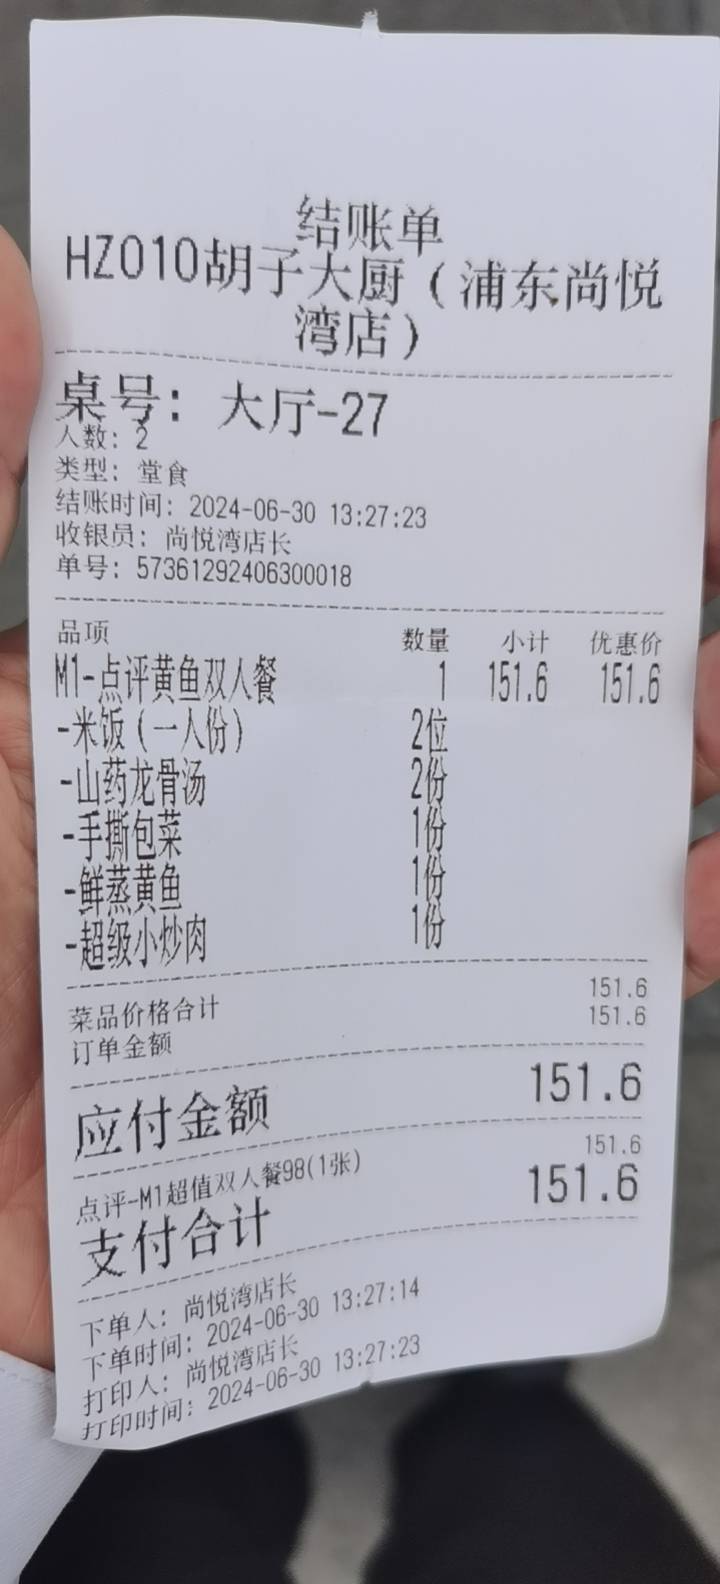 结账单
HZ010胡子大厨（浦东尚悦
湾店）
桌号：大厅-27
人数：2
类型：堂食
结账时间：2024-06-30 13:27:23
收银员：尚悦湾店长
单号：57361292406300018
品项 数量 小计 优惠价
M1-点评黄鱼双人餐 1 151.6 151.6
-米饭（一人份） 2位
-山药龙骨汤 2份
-手撕包菜 1份
-鲜蒸黄鱼 1份
-超级小炒肉 1份
菜品价格合计 151.6
订单金额 151.6
应付金额 151.6
点评-M1超值双人餐98(1张) 151.6
支付合计 151.6
下单人：尚悦湾店长
下单时间：2024-06-30 13:27:14
打印人：尚悦湾店长
打印时间：2024-06-30 13:27:23